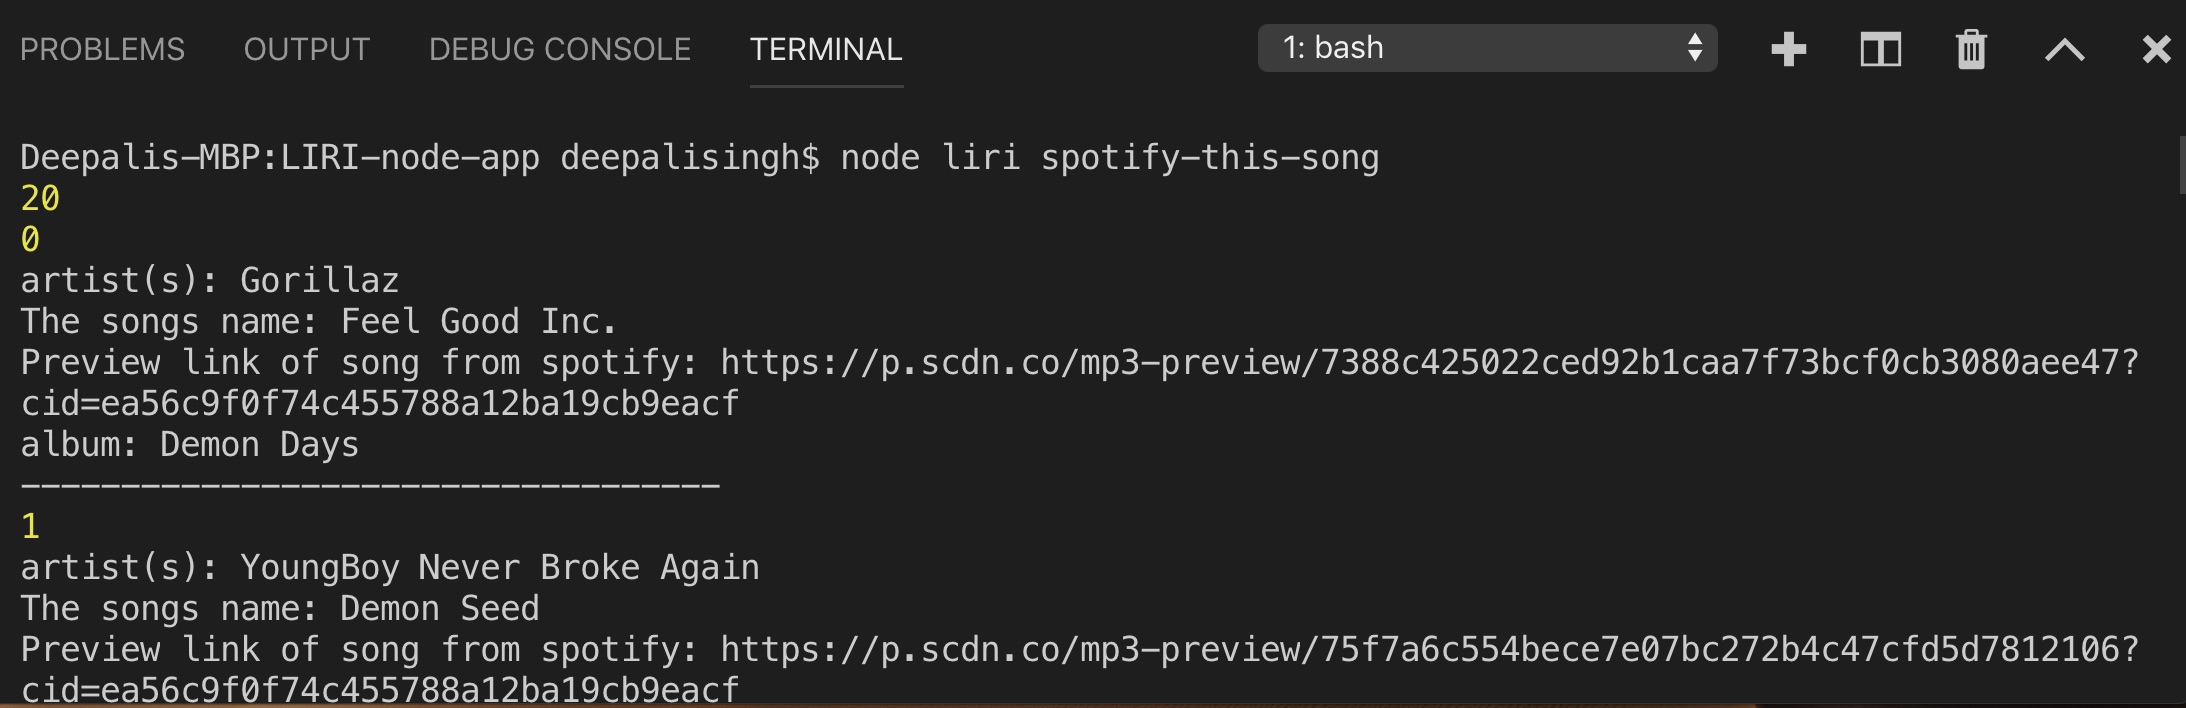 PROBLEMS OUTPUT DEBUG CONSOLE TERMINAL 1: bash
Deepalis-MBP:LIRI-node-app deepalisingh$ node liri spotify-this-song
20
0
artist(s): Gorillaz
The songs name: Feel Good Inc.
Preview link of song from spotify: https://p.scdn.co/mp3-preview/7388c425022ced92b1caa7f73bcf0cb3080aee47?
cid=ea56c9f0f74c455788a12ba19cb9eacf
album: Demon Days
-----------------------------------
1
artist(s): YoungBoy Never Broke Again
The songs name: Demon Seed
Preview link of song from spotify: https://p.scdn.co/mp3-preview/75f7a6c554bece7e07bc272b4c47cfd5d7812106?
cid=ea56c9f0f74c455788a12ba19cb9eacf